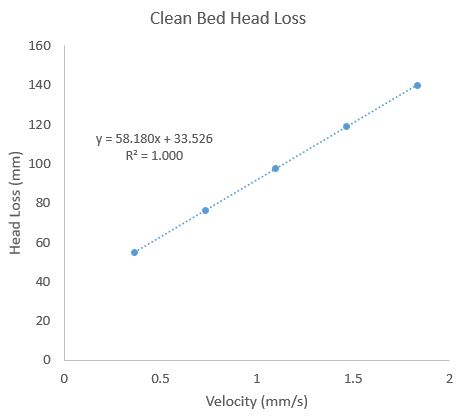 Clean Bed Head Loss
160
140
120
100
80
60
40
20
0
Head Loss (mm)
y = 58.180x + 33.526
R² = 1.000
0
0.5
1
1.5
2
Velocity (mm/s)